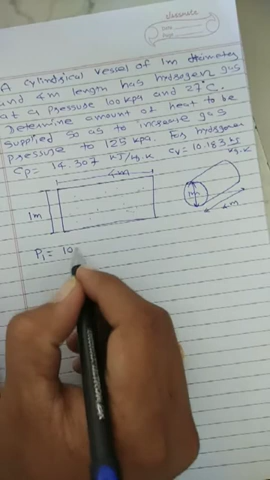 A cylindrical vessel of 1m diameter
and 4m length has hydrogen gas
at a pressure 100 kpa and 27°C.
Determine amount of heat to be
supplied so as to increase gas
pressure to 125 kpa. For hydrogen
Cp= 14.307 kJ/kg.K Cv= 10.183 kJ/kg.K
4m
1m
1m
4m
P1= 10